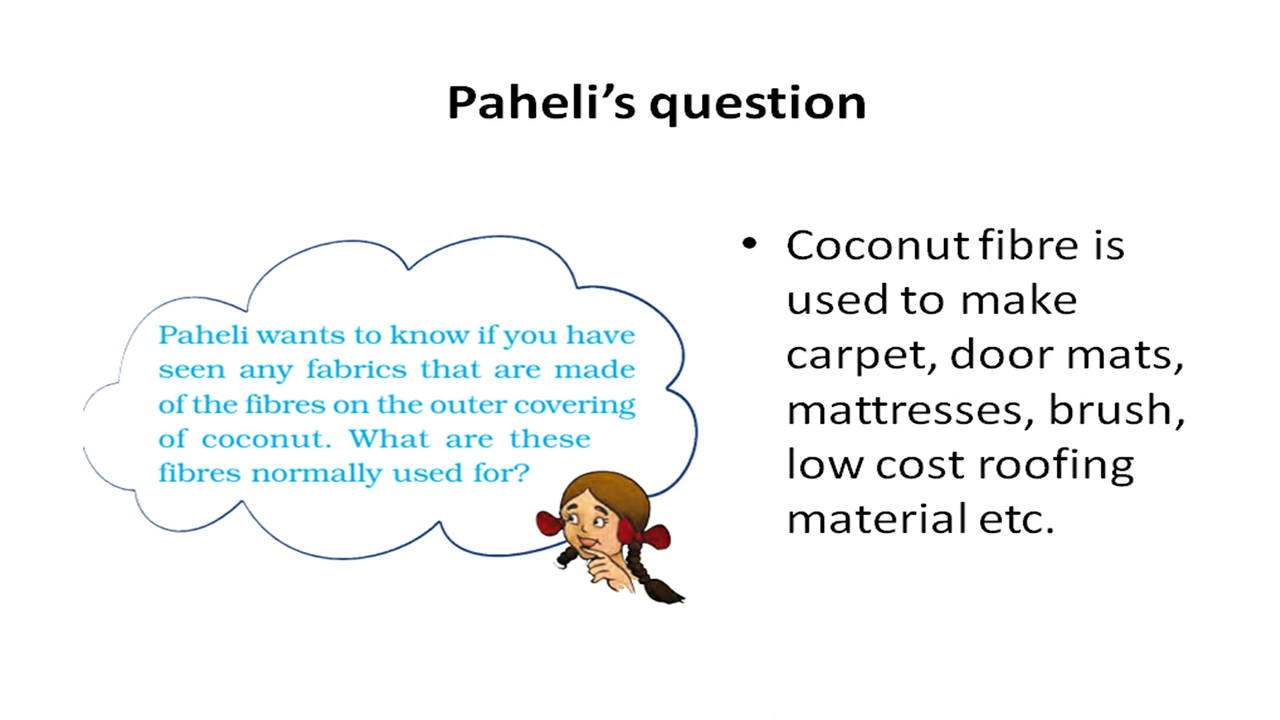 Paheli’s question
Paheli wants to know if you have
seen any fabrics that are made
of the fibres on the outer covering
of coconut. What are these
fibres normally used for?
• Coconut fibre is
used to make
carpet, door mats,
mattresses, brush,
low cost roofing
material etc.